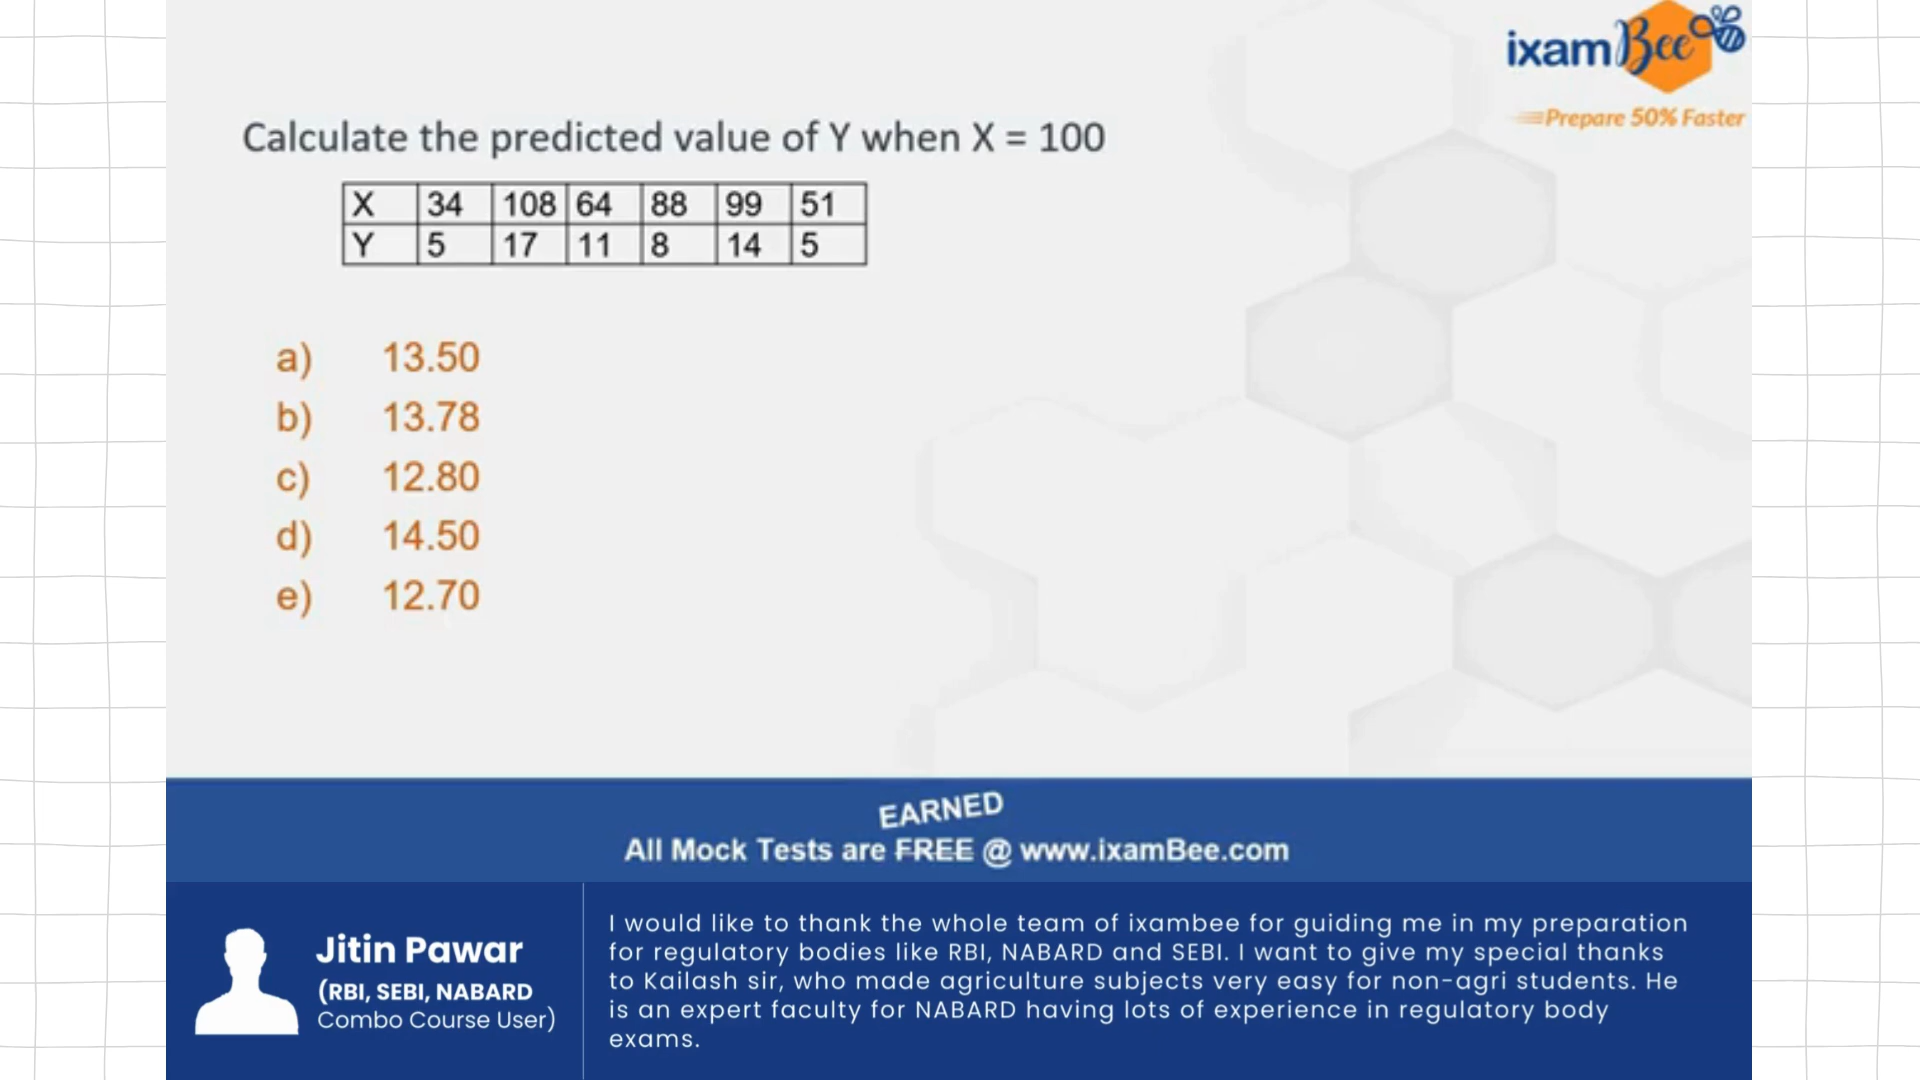 ixamBee
Prepare 50% Faster
Calculate the predicted value of Y when X = 100
X 34 108 64 88 99 51
Y 5 17 11 8 14 5
a) 13.50
b) 13.78
c) 12.80
d) 14.50
e) 12.70
EARNED
All Mock Tests are FREE @ www.ixamBee.com
Jitin Pawar
(RBI, SEBI, NABARD
Combo Course User)
I would like to thank the whole team of ixambee for guiding me in my preparation
for regulatory bodies like RBI, NABARD and SEBI. I want to give my special thanks
to Kailash sir, who made agriculture subjects very easy for non-agri students. He
is an expert faculty for NABARD having lots of experience in regulatory body
exams.